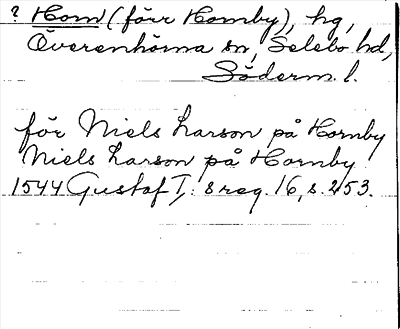 ? Horn (förr Hornby), hg,
Överenhörna sn, Selebo hd,
Söderm. l.
för Niels Larson på Hornby
Niels Larson på Hornby
1544 Gustaf I: s reg. 16, s. 253.